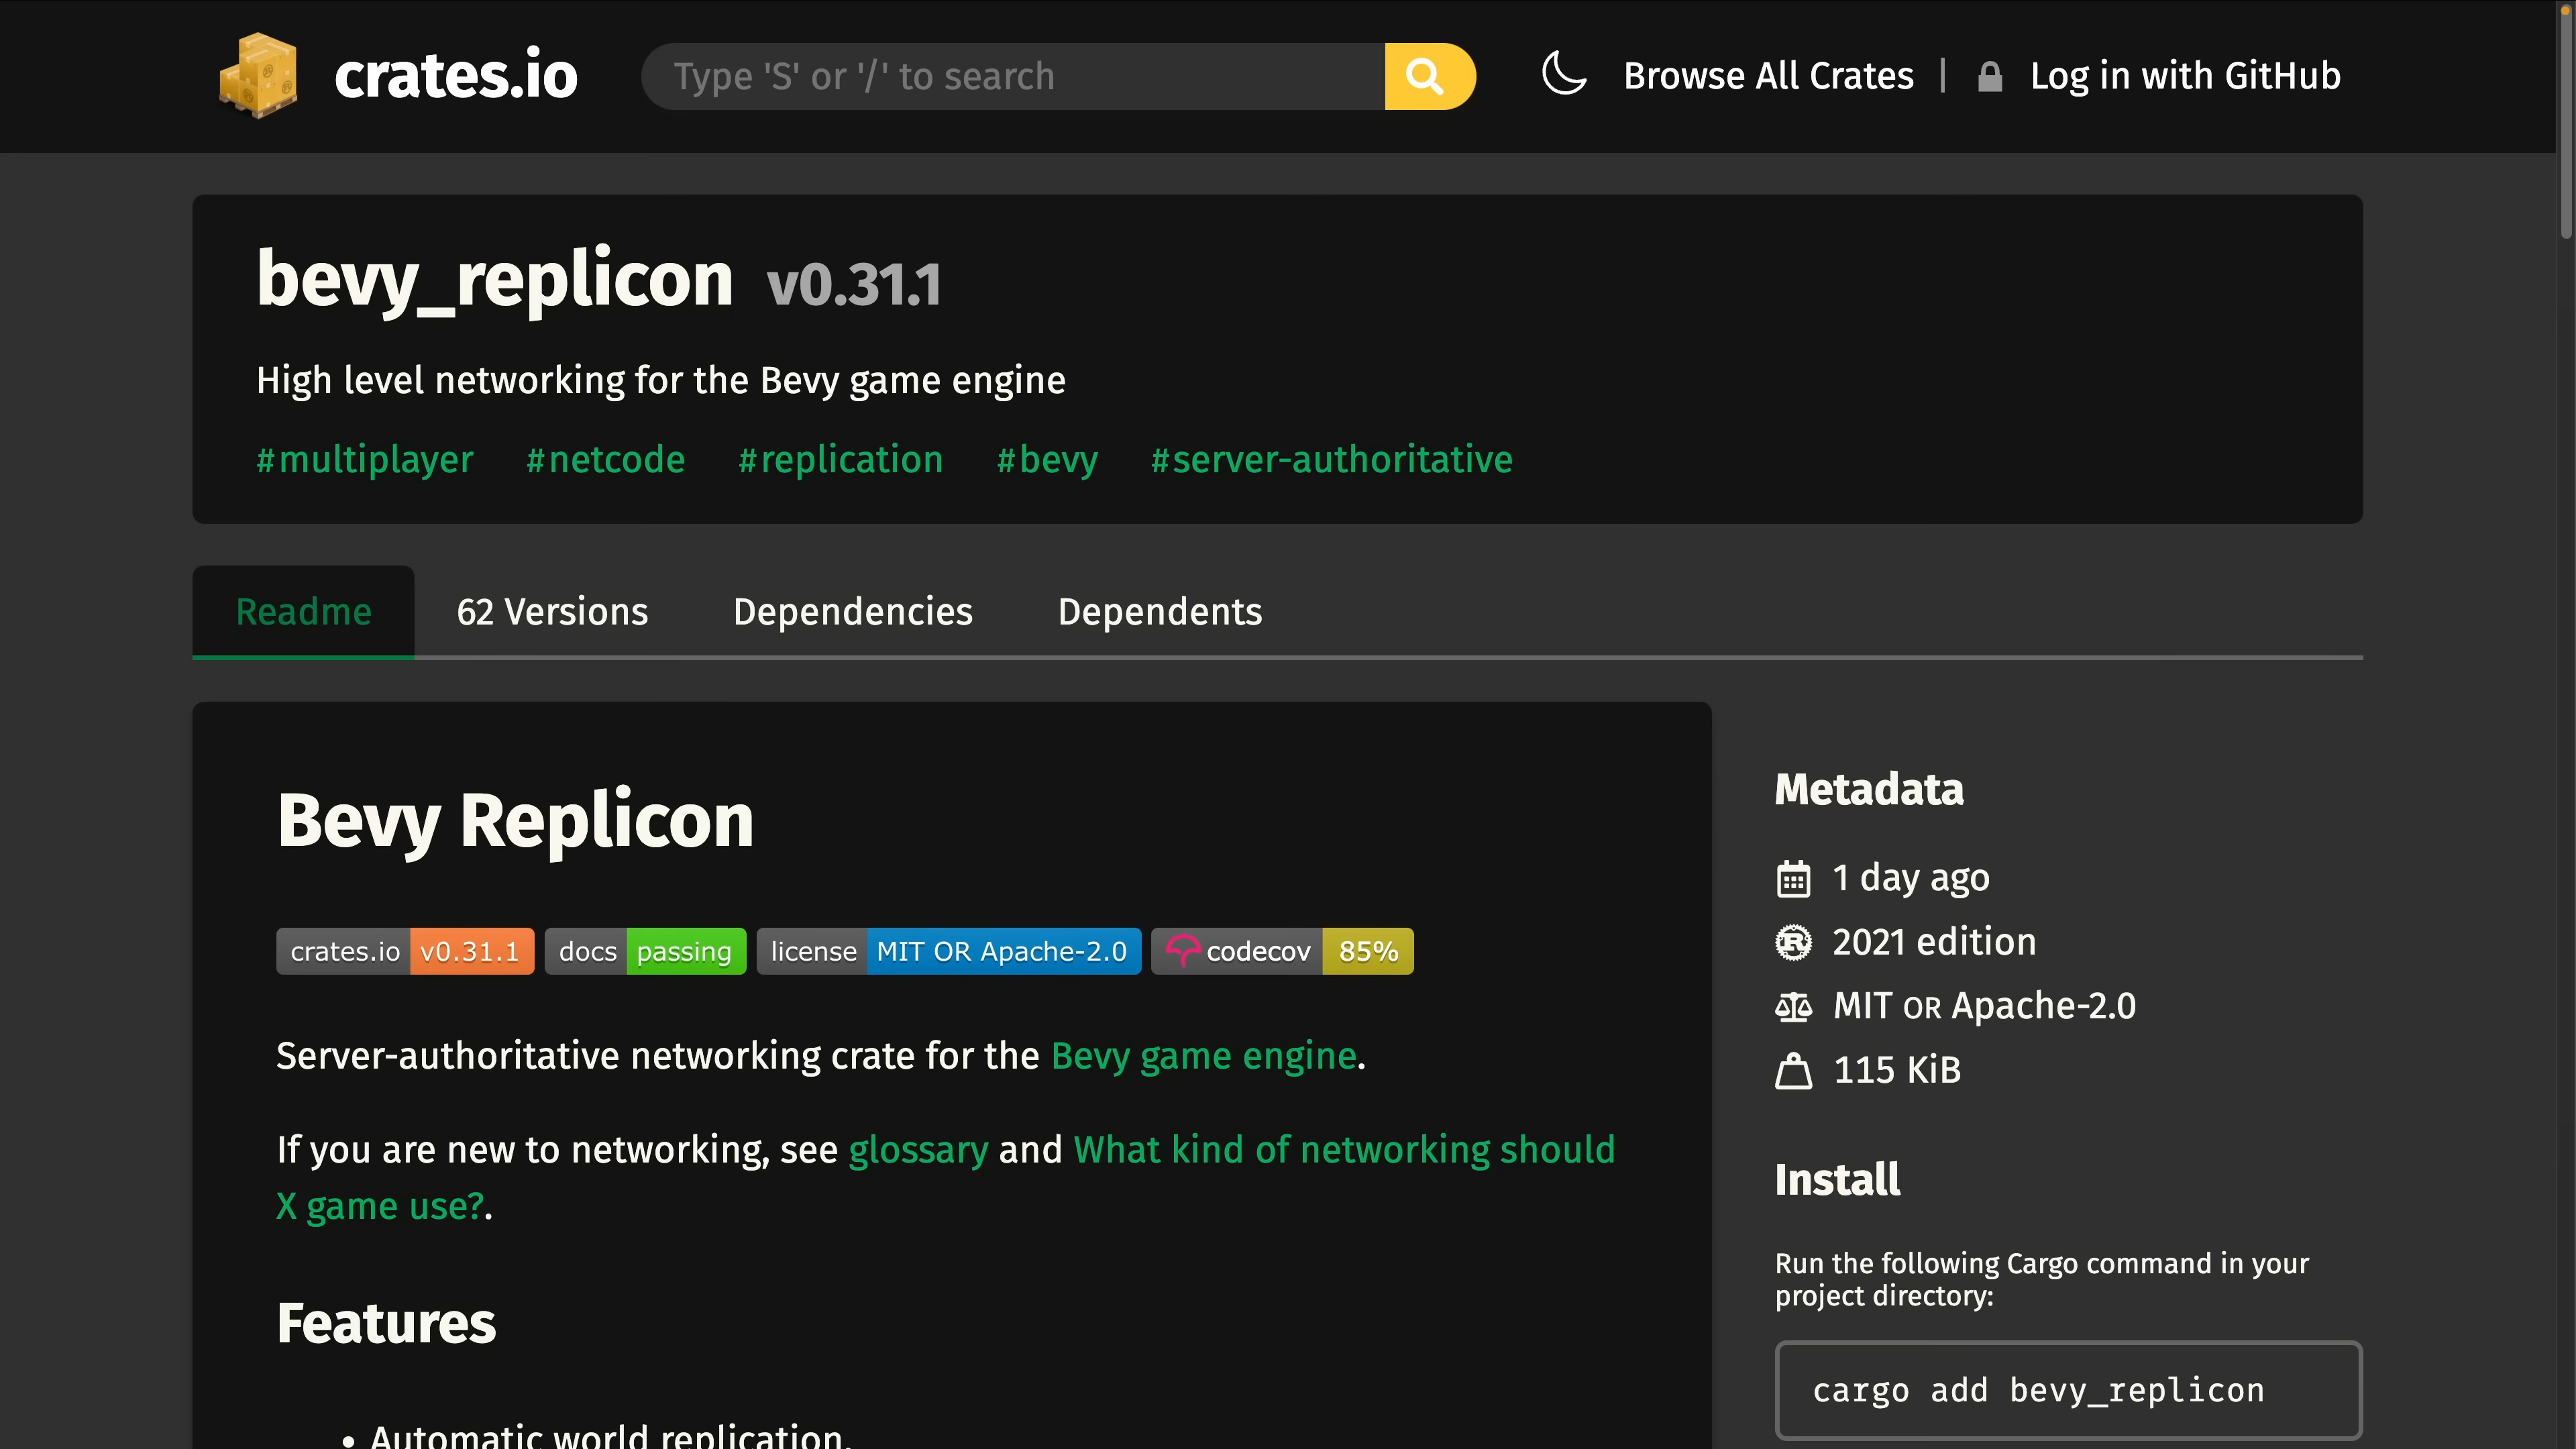 crates.io
Type 'S' or '/' to search
Browse All Crates | Log in with GitHub
bevy_replicon v0.31.1
High level networking for the Bevy game engine
#multiplayer #netcode #replication #bevy #server-authoritative
Readme 62 Versions Dependencies Dependents
Bevy Replicon
crates.io v0.31.1 docs passing license MIT OR Apache-2.0 codecov 85%
Server-authoritative networking crate for the Bevy game engine.
If you are new to networking, see glossary and What kind of networking should
X game use?.
Features
• Automatic world replication.
Metadata
1 day ago
2021 edition
MIT OR Apache-2.0
115 KiB
Install
Run the following Cargo command in your
project directory:
cargo add bevy_replicon